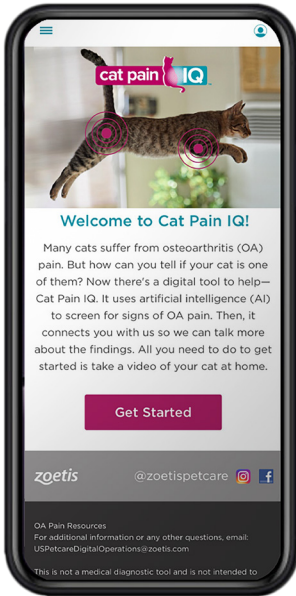 cat pain IQ
Welcome to Cat Pain IQ!
Many cats suffer from osteoarthritis (OA)
pain. But how can you tell if your cat is one
of them? Now there's a digital tool to help—
Cat Pain IQ. It uses artificial intelligence (AI)
to screen for signs of OA pain. Then, it
connects you with us so we can talk more
about the findings. All you need to do to get
started is take a video of your cat at home.
Get Started
zoetis @zoetispetcare
OA Pain Resources
For additional information or any other questions, email:
USPetcareDigitalOperations@zoetis.com
This is not a medical diagnostic tool and is not intended to